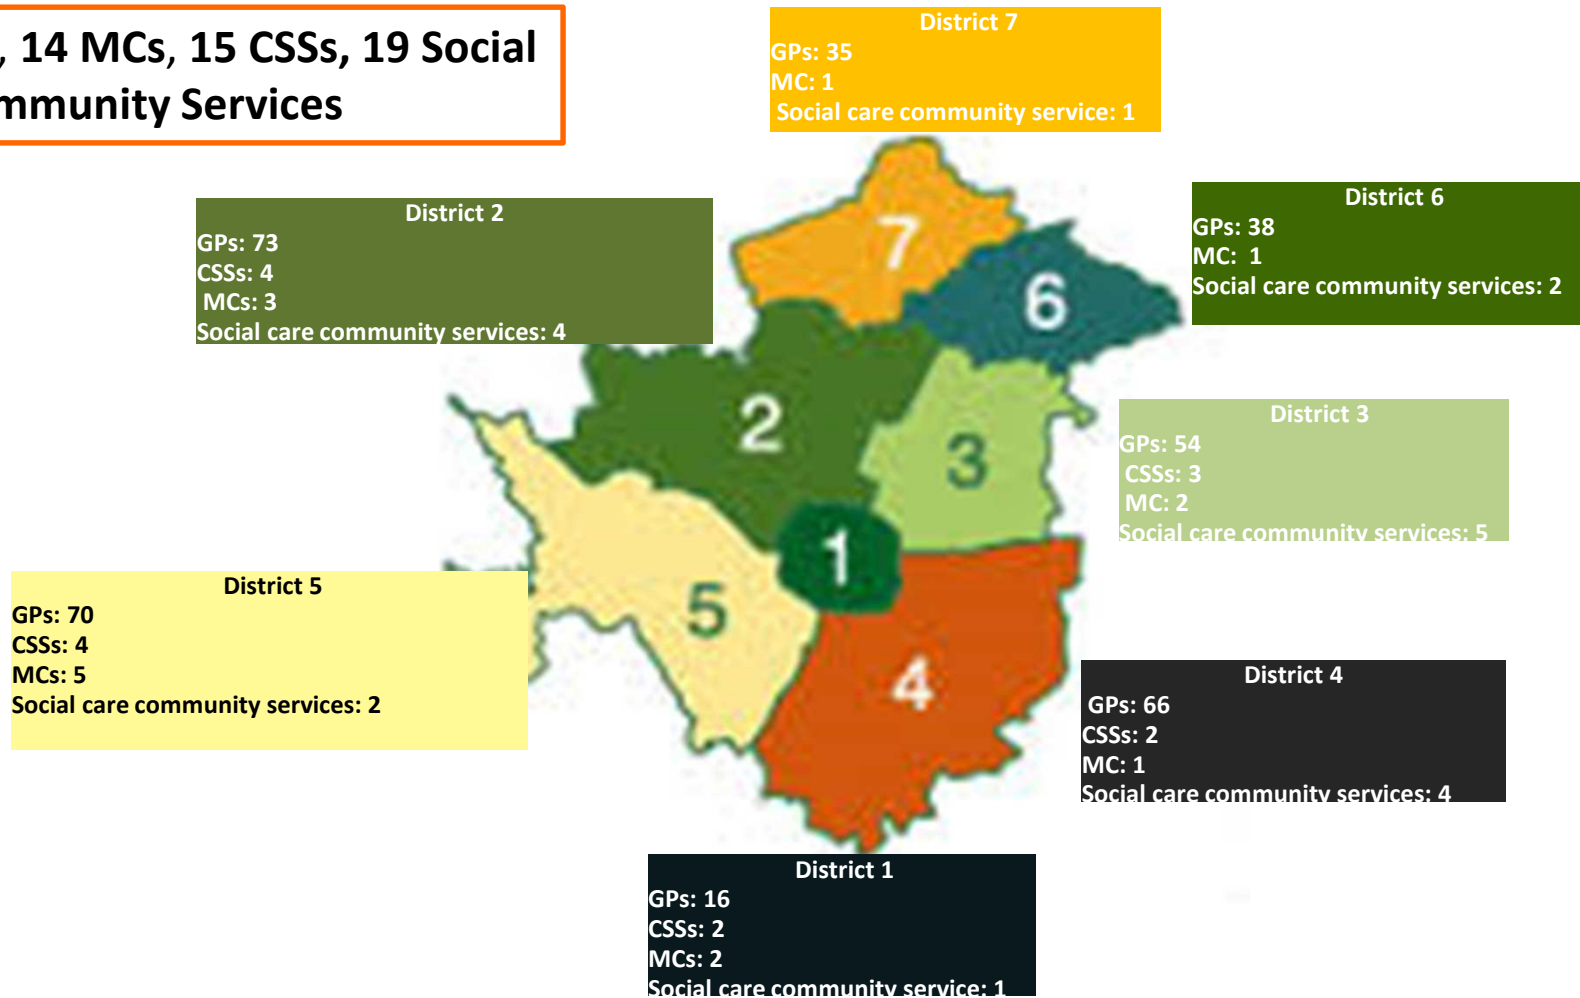 , 14 MCs, 15 CSSs, 19 Social
mmunity Services
District 7
GPs: 35
MC: 1
Social care community service: 1
District 2
GPs: 73
CSSs: 4
MCs: 3
Social care community services: 4
District 6
GPs: 38
MC: 1
Social care community services: 2
District 3
GPs: 54
CSSs: 3
MC: 2
Social care community services: 5
District 5
GPs: 70
CSSs: 4
MCs: 5
Social care community services: 2
District 4
GPs: 66
CSSs: 2
MC: 1
Social care community services: 4
District 1
GPs: 16
CSSs: 2
MCs: 2
Social care community service: 1
7
6
2
3
1
5
4